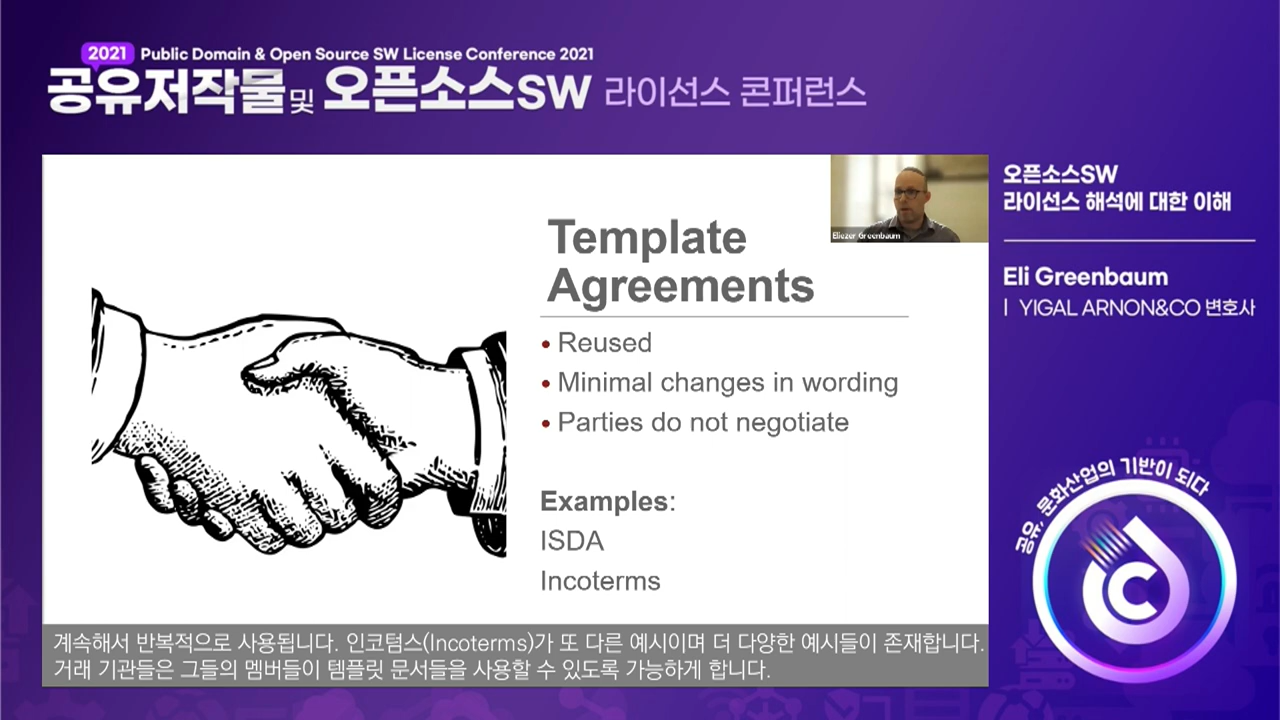 2021 Public Domain & Open Source SW License Conference 2021
공유저작물 및 오픈소스SW 라이선스 콘퍼런스
Eliezer Greenbaum
Template
Agreements
• Reused
• Minimal changes in wording
• Parties do not negotiate
Examples:
ISDA
Incoterms
계속해서 반복적으로 사용됩니다. 인코텀스(Incoterms)가 또 다른 예시이며 더 다양한 예시들이 존재합니다.
거래 기관들은 그들의 멤버들이 템플릿 문서들을 사용할 수 있도록 가능하게 합니다.
오픈소스SW
라이선스 해석에 대한 이해
Eli Greenbaum
| YIGAL ARNON&CO 변호사
공유, 문화산업의 기반이 되다